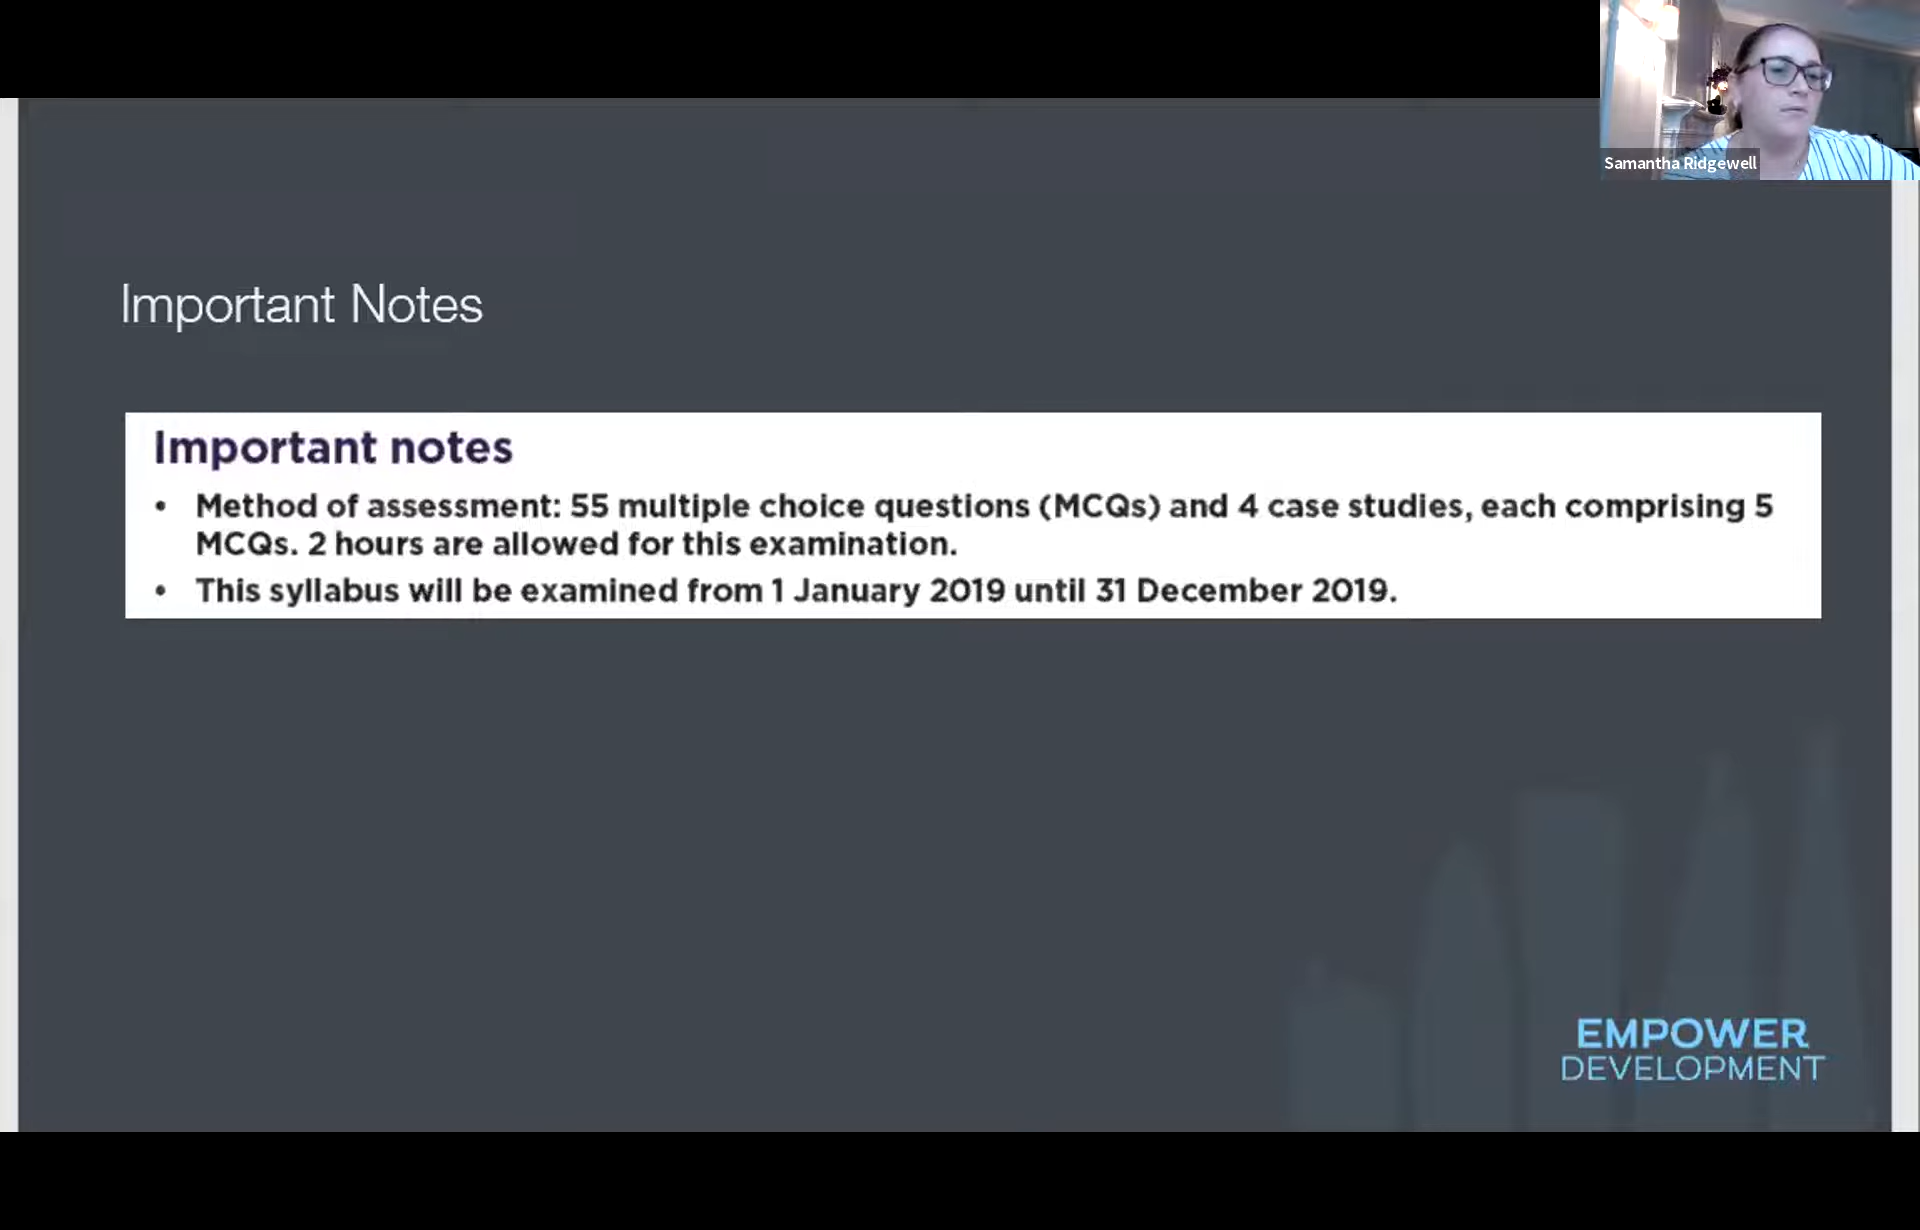 Samantha Ridgewell
Important Notes
Important notes
• Method of assessment: 55 multiple choice questions (MCQs) and 4 case studies, each comprising 5
MCQs. 2 hours are allowed for this examination.
• This syllabus will be examined from 1 January 2019 until 31 December 2019.
EMPOWER
DEVELOPMENT